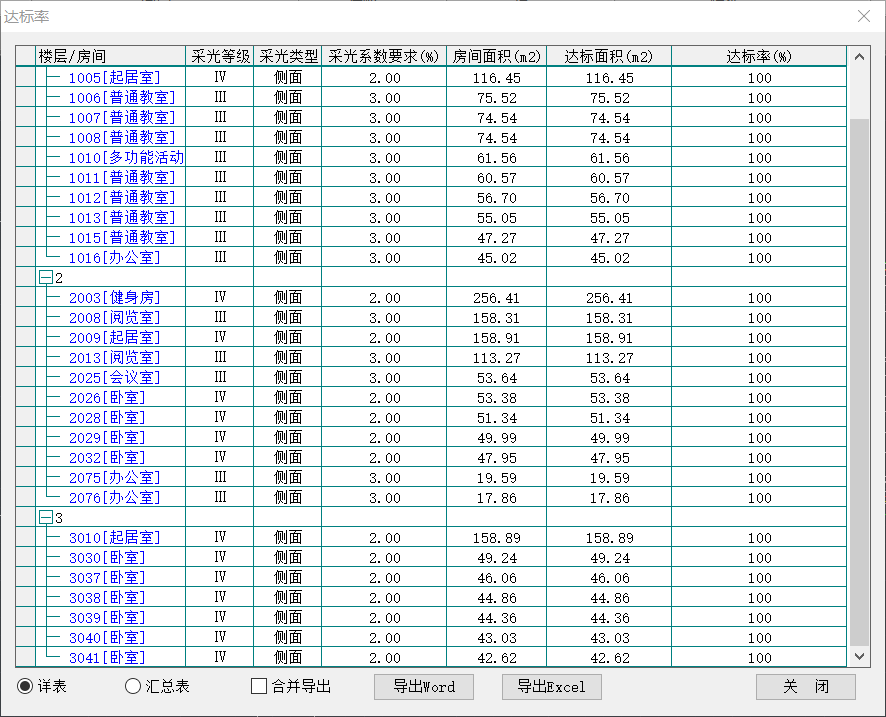 达标率
楼层/房间 采光等级 采光类型 采光系数要求(%) 房间面积(m2) 达标面积(m2) 达标率(%)
1005[起居室] IV 侧面 2.00 116.45 116.45 100
1006[普通教室] III 侧面 3.00 75.52 75.52 100
1007[普通教室] III 侧面 3.00 74.54 74.54 100
1008[普通教室] III 侧面 3.00 74.54 74.54 100
1010[多功能活动 III 侧面 3.00 61.56 61.56 100
1011[普通教室] III 侧面 3.00 60.57 60.57 100
1012[普通教室] III 侧面 3.00 56.70 56.70 100
1013[普通教室] III 侧面 3.00 55.05 55.05 100
1015[普通教室] III 侧面 3.00 47.27 47.27 100
1016[办公室] III 侧面 3.00 45.02 45.02 100
2
2003[健身房] IV 侧面 2.00 256.41 256.41 100
2008[阅览室] III 侧面 3.00 158.31 158.31 100
2009[起居室] IV 侧面 2.00 158.91 158.91 100
2013[阅览室] III 侧面 3.00 113.27 113.27 100
2025[会议室] III 侧面 3.00 53.64 53.64 100
2026[卧室] IV 侧面 2.00 53.38 53.38 100
2028[卧室] IV 侧面 2.00 51.34 51.34 100
2029[卧室] IV 侧面 2.00 49.99 49.99 100
2032[卧室] IV 侧面 2.00 47.95 47.95 100
2075[办公室] III 侧面 3.00 19.59 19.59 100
2076[办公室] III 侧面 3.00 17.86 17.86 100
3
3010[起居室] IV 侧面 2.00 158.89 158.89 100
3030[卧室] IV 侧面 2.00 49.24 49.24 100
3037[卧室] IV 侧面 2.00 46.06 46.06 100
3038[卧室] IV 侧面 2.00 44.86 44.86 100
3039[卧室] IV 侧面 2.00 44.36 44.36 100
3040[卧室] IV 侧面 2.00 43.03 43.03 100
3041[卧室] IV 侧面 2.00 42.62 42.62 100
详表 汇总表 合并导出 导出Word 导出Excel 关 闭